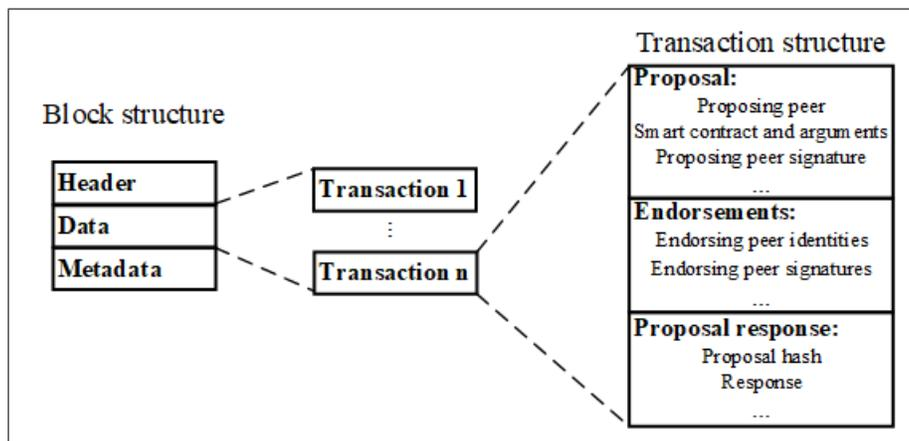 Block structure
Header
Data
Metadata
Transaction 1
⋮
Transaction n
Transaction structure
Proposal:
Proposing peer
Smart contract and arguments
Proposing peer signature
...
Endorsements:
Endorsing peer identities
Endorsing peer signatures
...
Proposal response:
Proposal hash
Response
...